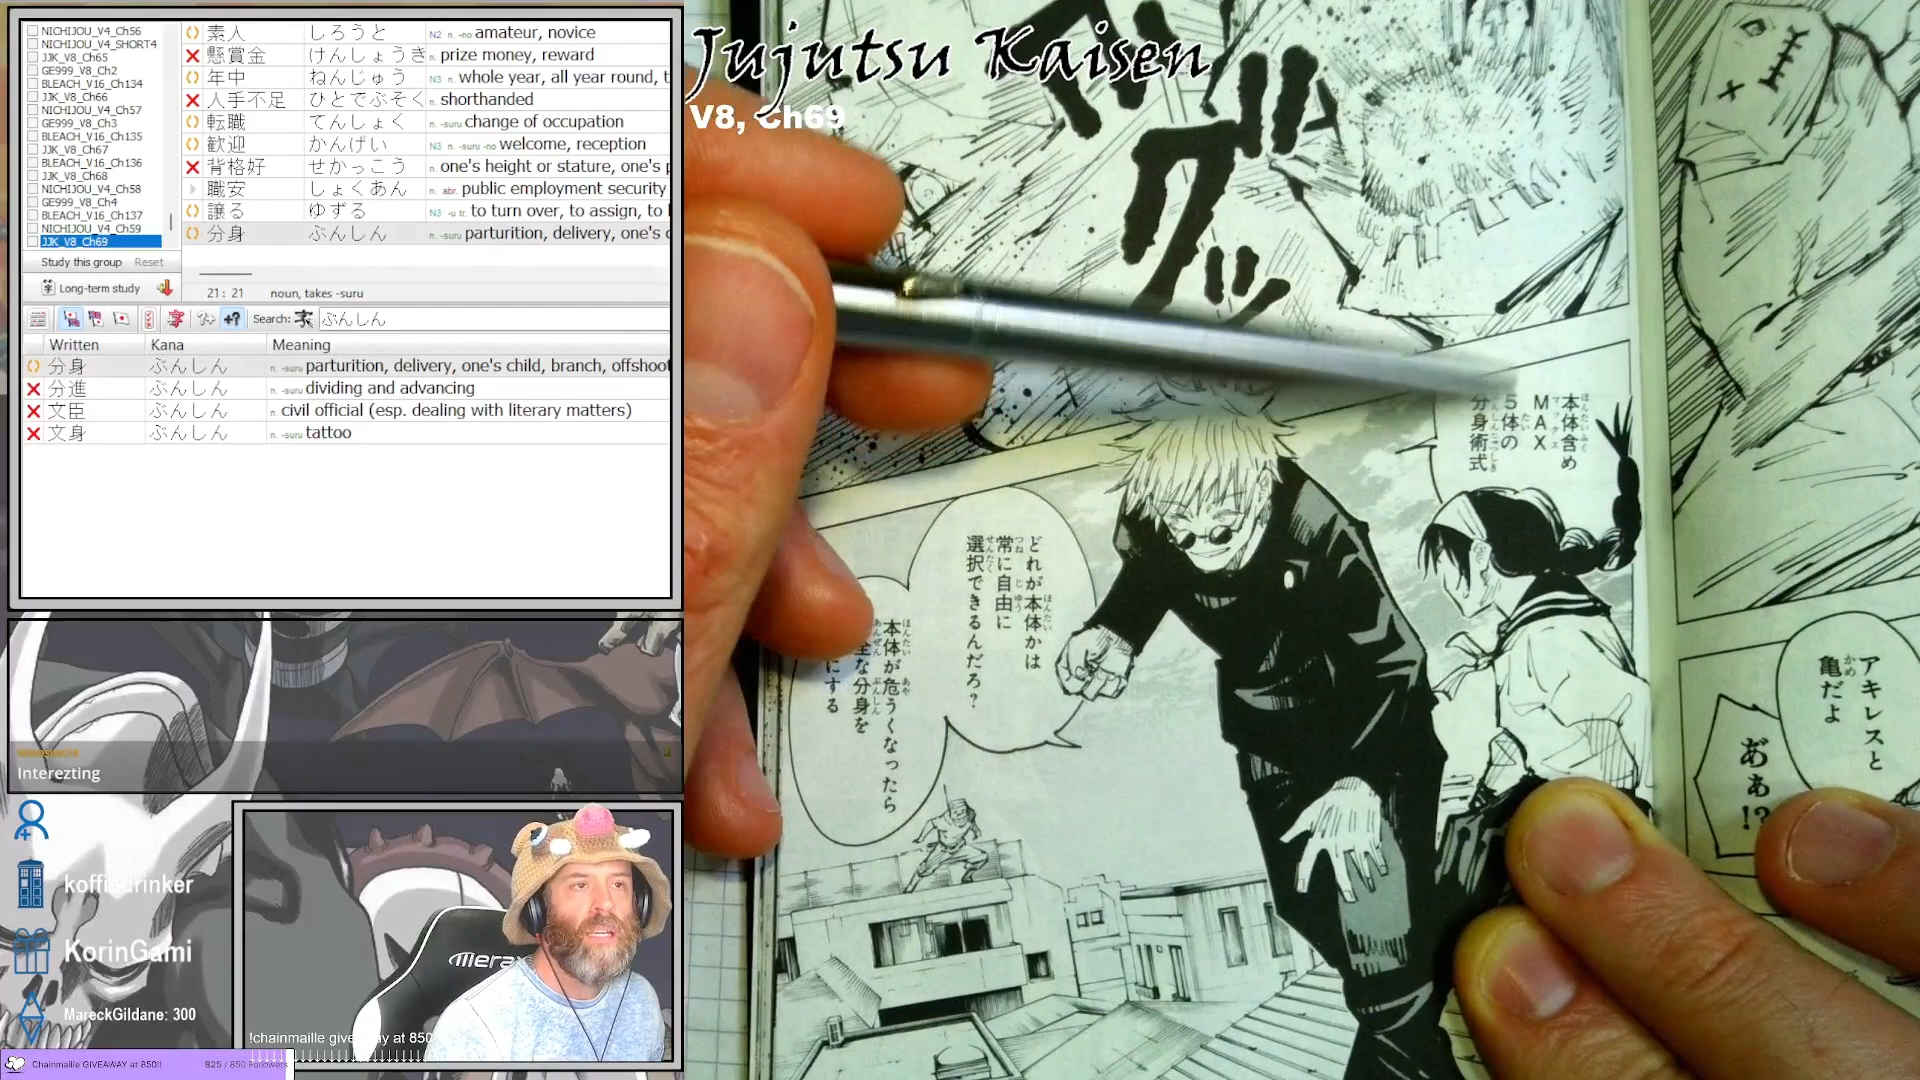 NICHIJOU_V4_Ch56
NICHIJOU_V4_SHORT4
JJK_V8_Ch65
GE999_V8_Ch2
BLEACH_V16_Ch134
JJK_V8_Ch66
NICHIJOU_V4_Ch57
GE999_V8_Ch3
BLEACH_V16_Ch135
JJK_V8_Ch67
BLEACH_V16_Ch136
JJK_V8_Ch68
NICHIJOU_V4_Ch58
GE999_V8_Ch4
BLEACH_V16_Ch137
NICHIJOU_V4_Ch59
JJK_V8_Ch69
Study this group Reset
Long-term study
素人 しろうと N2 n. -no amateur, novice
懸賞金 けんしょうき n. prize money, reward
年中 ねんじゅう N3 n. whole year, all year round, t
人手不足 ひとでぶそく n. shorthanded
転職 てんしょく n. -suru change of occupation
歓迎 かんげい N3 n. -suru -no welcome, reception
背格好 せかっこう n. one's height or stature, one's p
職安 しょくあん n. abr. public employment security
譲る ゆずる N3 -u tr. to turn over, to assign, to l
分身 ぶんしん n. -suru parturition, delivery, one's c
21: 21 noun, takes -suru
Search: ぶんしん
Written Kana Meaning
分身 ぶんしん n. -suru parturition, delivery, one's child, branch, offshoot
分進 ぶんしん n. -suru dividing and advancing
文臣 ぶんしん n. civil official (esp. dealing with literary matters)
文身 ぶんしん n. -suru tattoo
Interezting
koffindrinker
KorinGami
MareckGildane: 300
!chainmaille giveaway at 850
Chainmaille GIVEAWAY at 850!! 825 / 850 Followers
merax
Jujutsu Kaisen
V8, Ch69
グッ
本体含め
MAX
5体の
分身術式
どれが本体かは
常に自由に
選択できるんだろ？
本体が危うくなったら
全な分身を
にする
アキレスと
亀だよ
あぁ!?